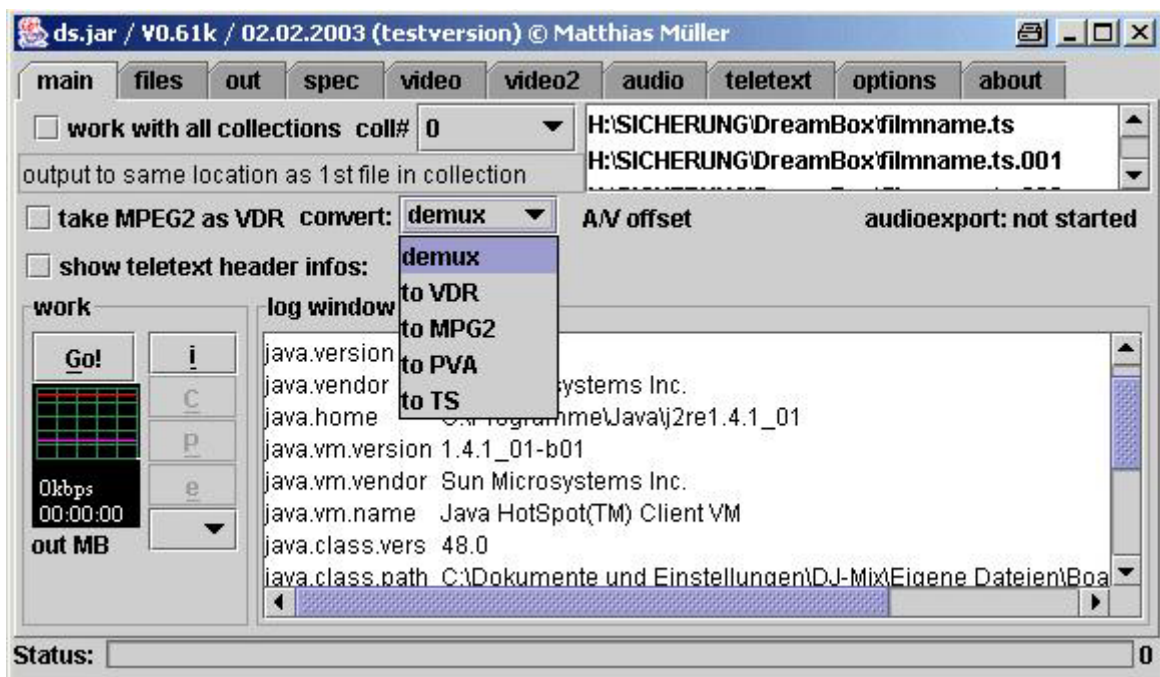 ds.jar / V0.61k / 02.02.2003 (testversion) © Matthias Müller
main files out spec video video2 audio teletext options about
work with all collections coll# 0
H:\SICHERUNG\DreamBox\filmname.ts
H:\SICHERUNG\DreamBox\filmname.ts.001
output to same location as 1st file in collection
take MPEG2 as VDR convert: demux A/V offset audioexport: not started
demux
to VDR
to MPG2
to PVA
to TS
show teletext header infos:
work
Go! i
C
P
e
0kbps
00:00:00
out MB
log window
java.version
java.vendor systems Inc.
java.home C:\Programme\Java\j2re1.4.1_01
java.vm.version 1.4.1_01-b01
java.vm.vendor Sun Microsystems Inc.
java.vm.name Java HotSpot(TM) Client VM
java.class.vers 48.0
java.class.path C:\Dokumente und Einstellungen\DJ-Mix\Eigene Dateien\Boa
Status: 0